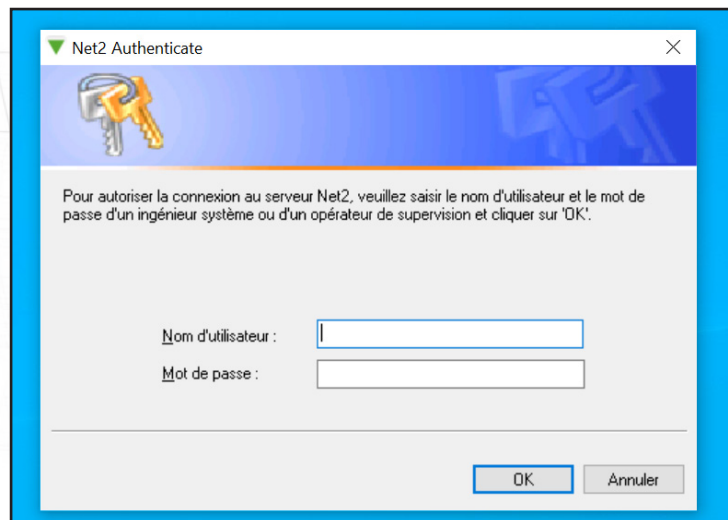 Net2 Authenticate
Pour autoriser la connexion au serveur Net2, veuillez saisir le nom d'utilisateur et le mot de
passe d'un ingénieur système ou d'un opérateur de supervision et cliquer sur 'OK'.
Nom d'utilisateur :
Mot de passe :
OK Annuler